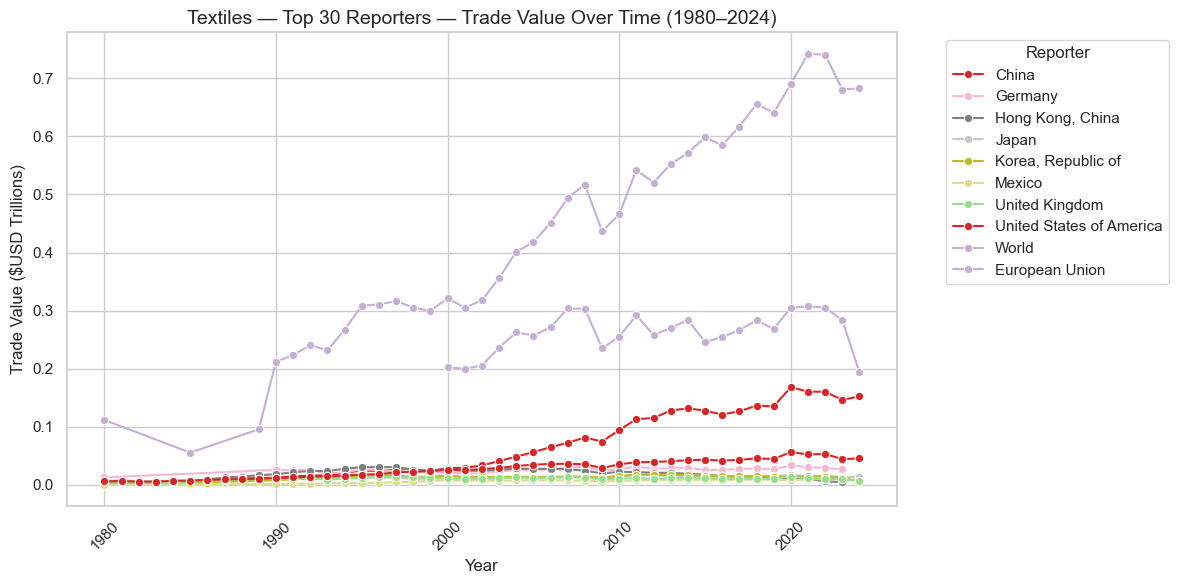 Textiles — Top 30 Reporters — Trade Value Over Time (1980–2024)
Trade Value ($USD Trillions)
0.7
0.6
0.5
0.4
0.3
0.2
0.1
0.0
1980
1990
2000
2010
2020
Year
Reporter
China
Germany
Hong Kong, China
Japan
Korea, Republic of
Mexico
United Kingdom
United States of America
World
European Union